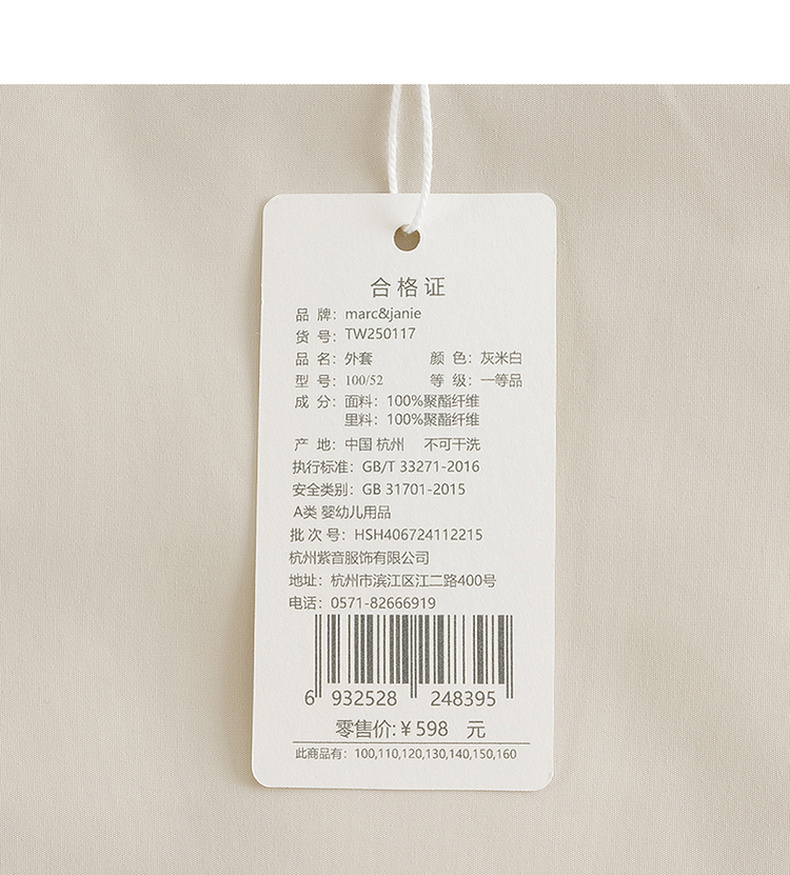 合格证
品 牌：marc&janie
货 号：TW250117
品 名：外套 颜 色：灰米白
型 号：100/52 等 级：一等品
成 分：面料：100%聚酯纤维
里料：100%聚酯纤维
产 地：中国 杭州 不可干洗
执行标准：GB/T 33271-2016
安全类别：GB 31701-2015
A类 婴幼儿用品
批 次 号：HSH406724112215
杭州紫音服饰有限公司
地址：杭州市滨江区江二路400号
电话：0571-82666919
6 932528 248395
零售价:￥598 元
此商品有：100,110,120,130,140,150,160